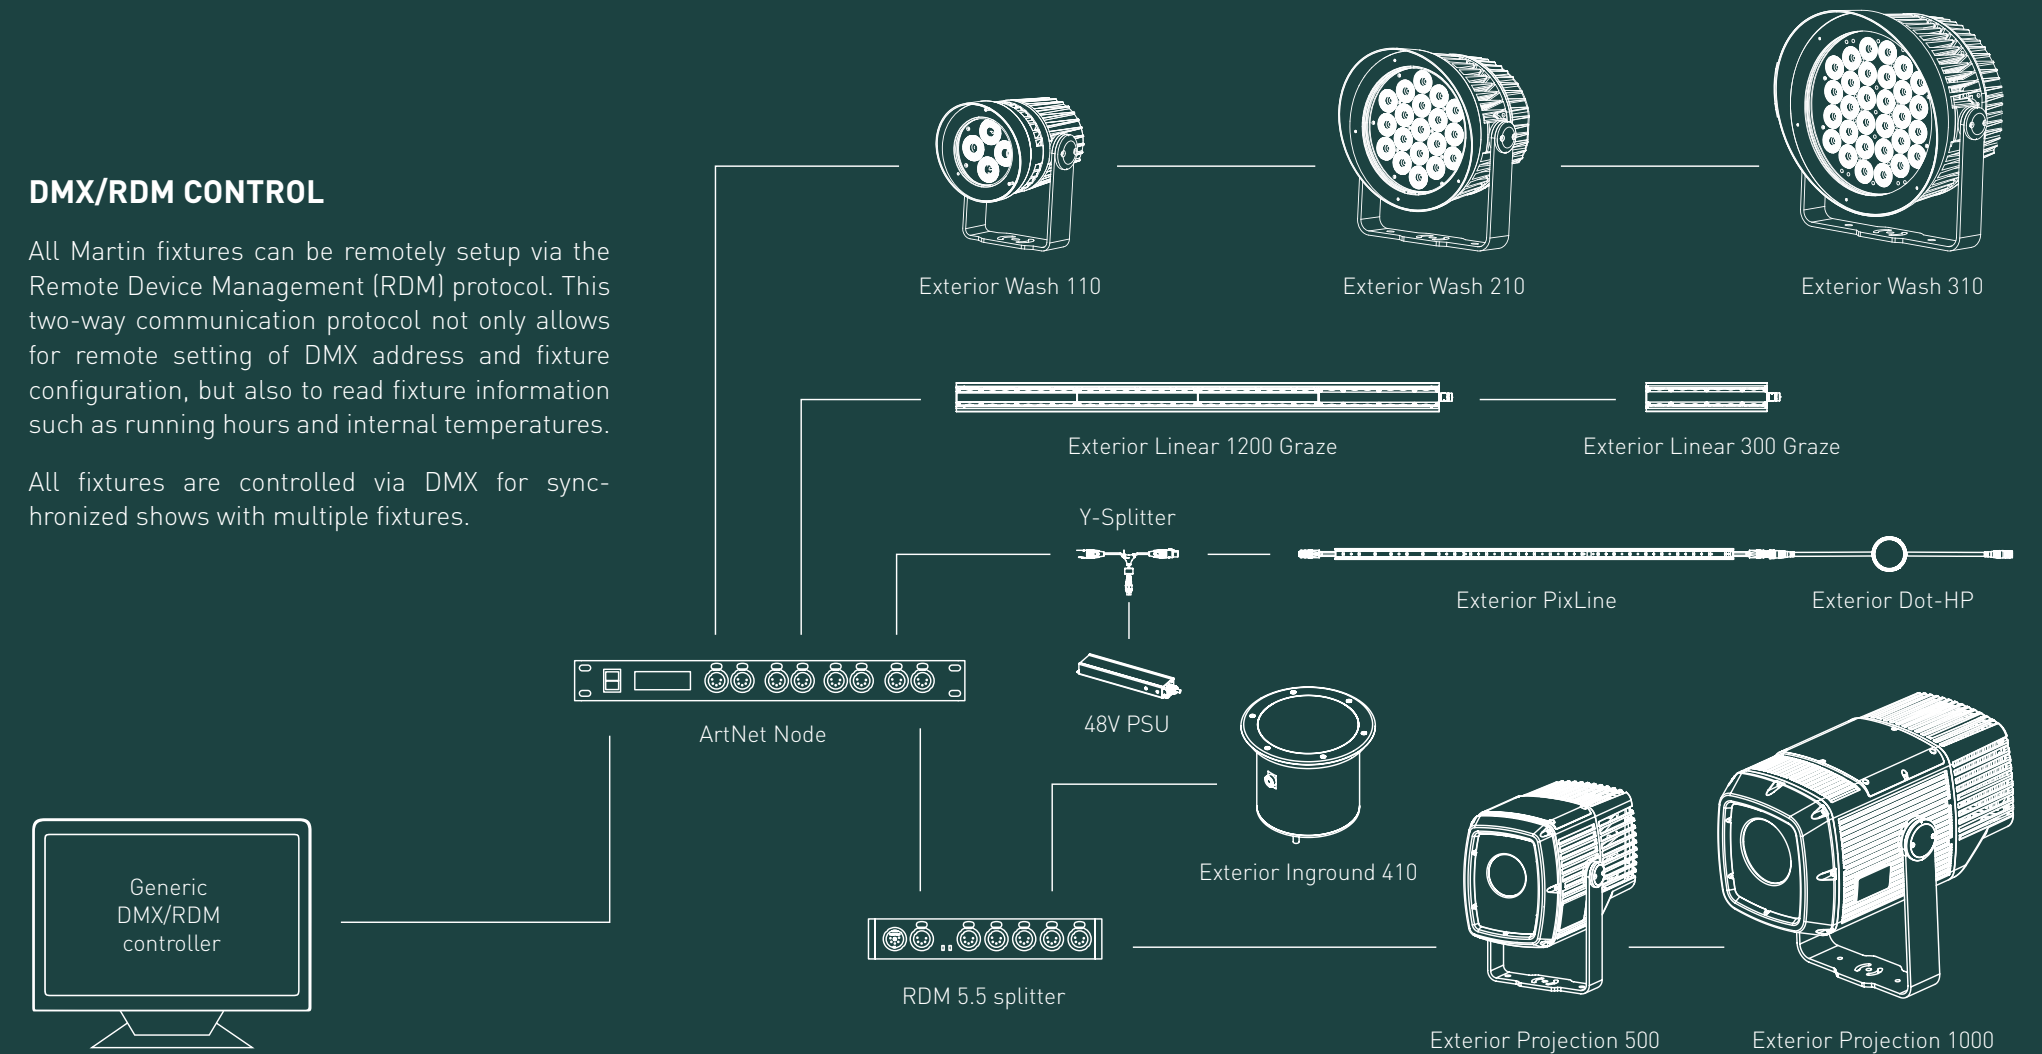 DMX/RDM CONTROL
All Martin fixtures can be remotely setup via the
Remote Device Management (RDM) protocol. This
two-way communication protocol not only allows
for remote setting of DMX address and fixture
configuration, but also to read fixture information
such as running hours and internal temperatures.
All fixtures are controlled via DMX for sync-
hronized shows with multiple fixtures.
Exterior Wash 110
Exterior Wash 210
Exterior Wash 310
Exterior Linear 1200 Graze
Exterior Linear 300 Graze
Y-Splitter
Exterior PixLine
Exterior Dot-HP
48V PSU
ArtNet Node
Exterior Inground 410
Generic
DMX/RDM
controller
RDM 5.5 splitter
Exterior Projection 500
Exterior Projection 1000